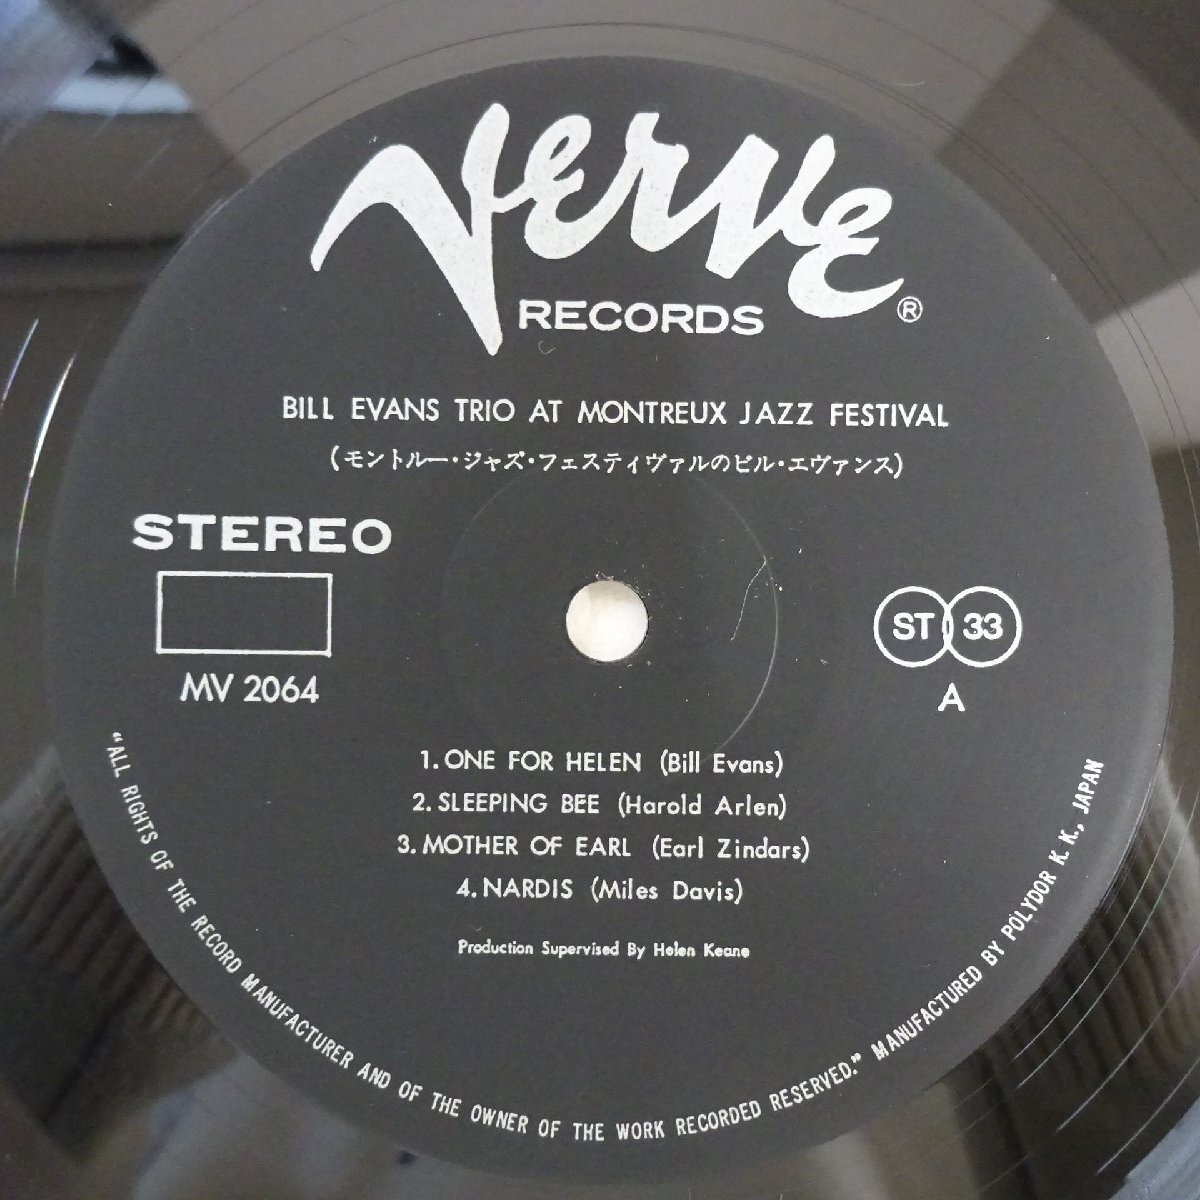 Verve
RECORDS ®
BILL EVANS TRIO AT MONTREUX JAZZ FESTIVAL
(モントルー・ジャズ・フェスティヴァルのビル・エヴァンス)
STEREO
MV 2064
ST 33
A
1. ONE FOR HELEN (Bill Evans)
2. SLEEPING BEE (Harold Arlen)
3. MOTHER OF EARL (Earl Zindars)
4. NARDIS (Miles Davis)
Production Supervised By Helen Keane
"ALL RIGHTS OF THE RECORD MANUFACTURER AND OF THE OWNER OF THE WORK RECORDED RESERVED." MANUFACTURED BY POLYDOR K. K., JAPAN